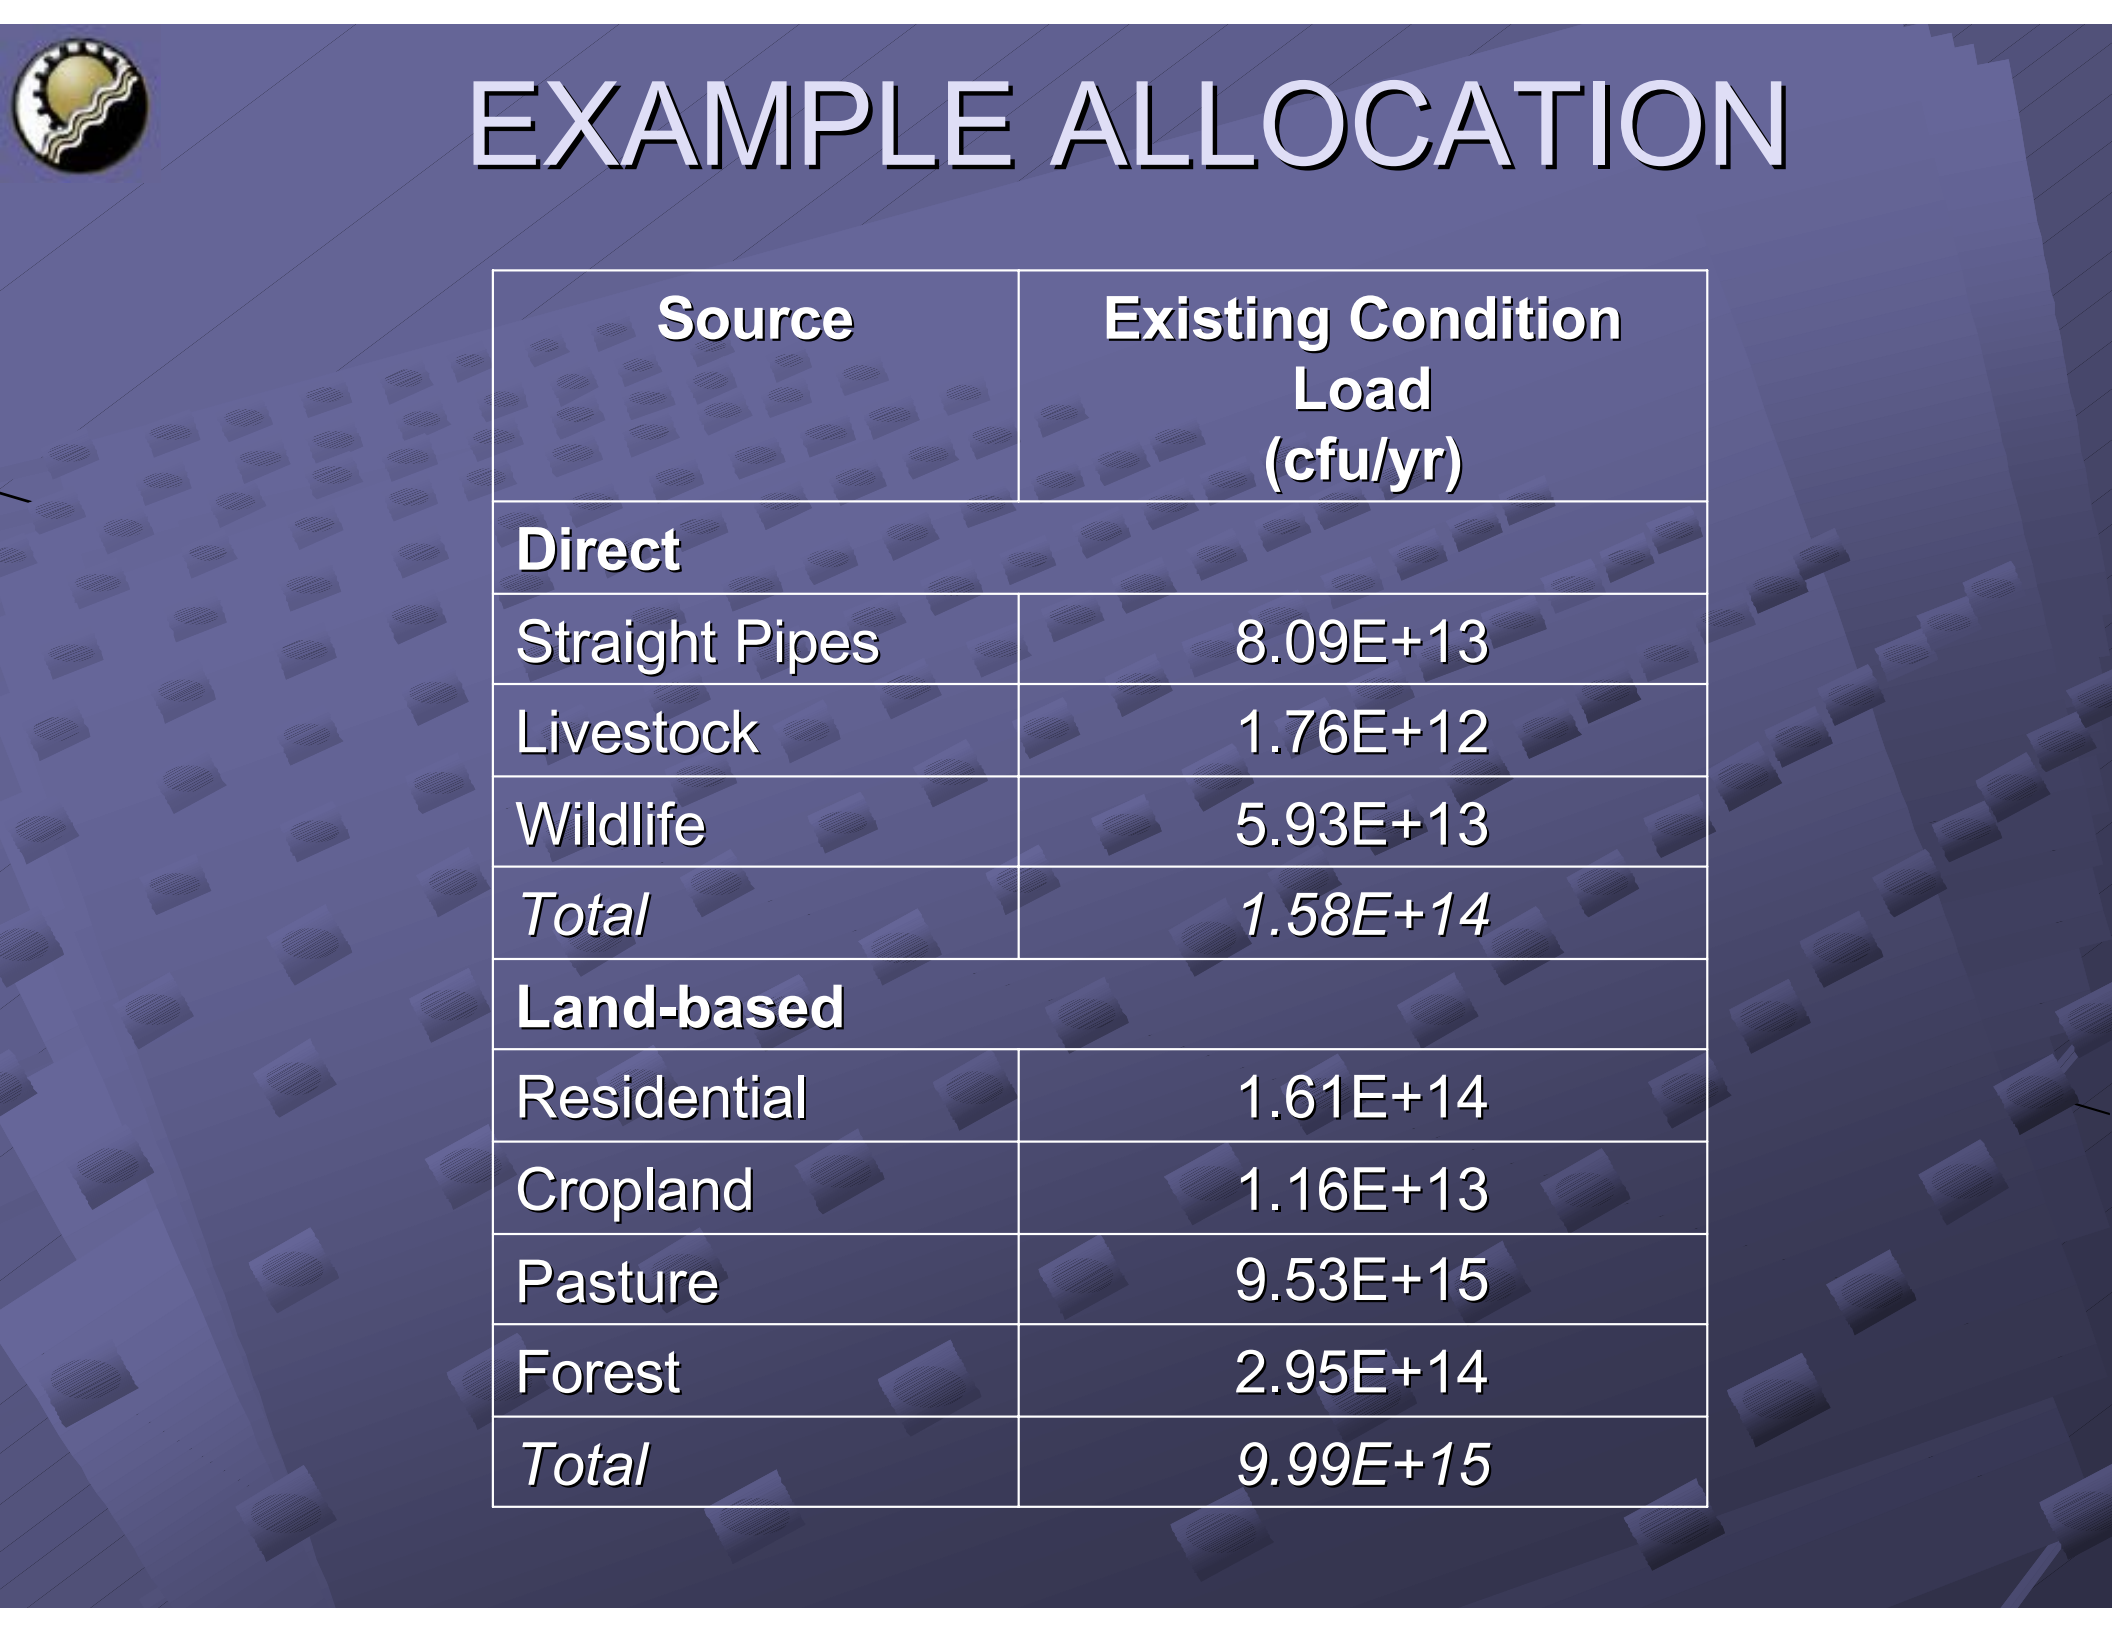 EXAMPLE ALLOCATION
Source
Existing Condition
Load
(cfu/yr)
Direct
Straight Pipes 8.09E+13
Livestock 1.76E+12
Wildlife 5.93E+13
Total 1.58E+14
Land-based
Residential 1.61E+14
Cropland 1.16E+13
Pasture 9.53E+15
Forest 2.95E+14
Total 9.99E+15